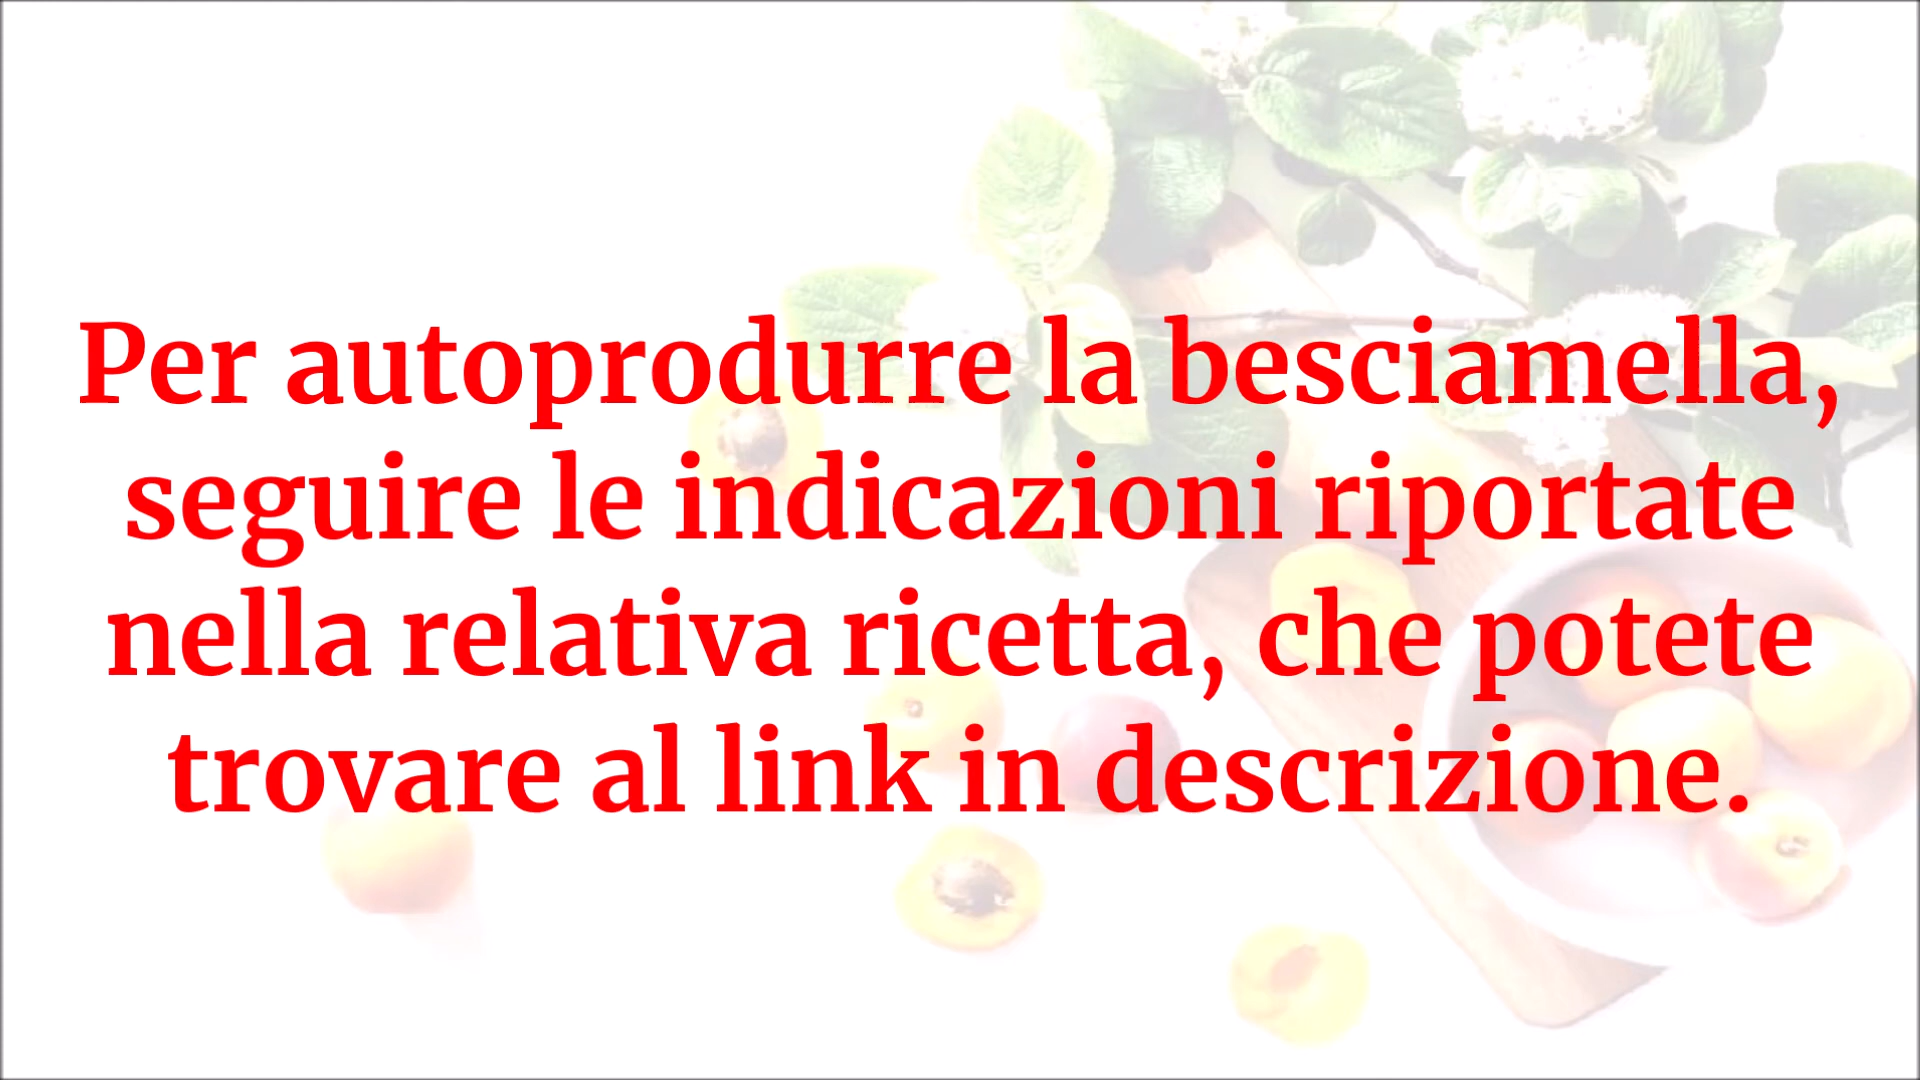 Per autoprodurre la besciamella,
seguire le indicazioni riportate
nella relativa ricetta, che potete
trovare al link in descrizione.